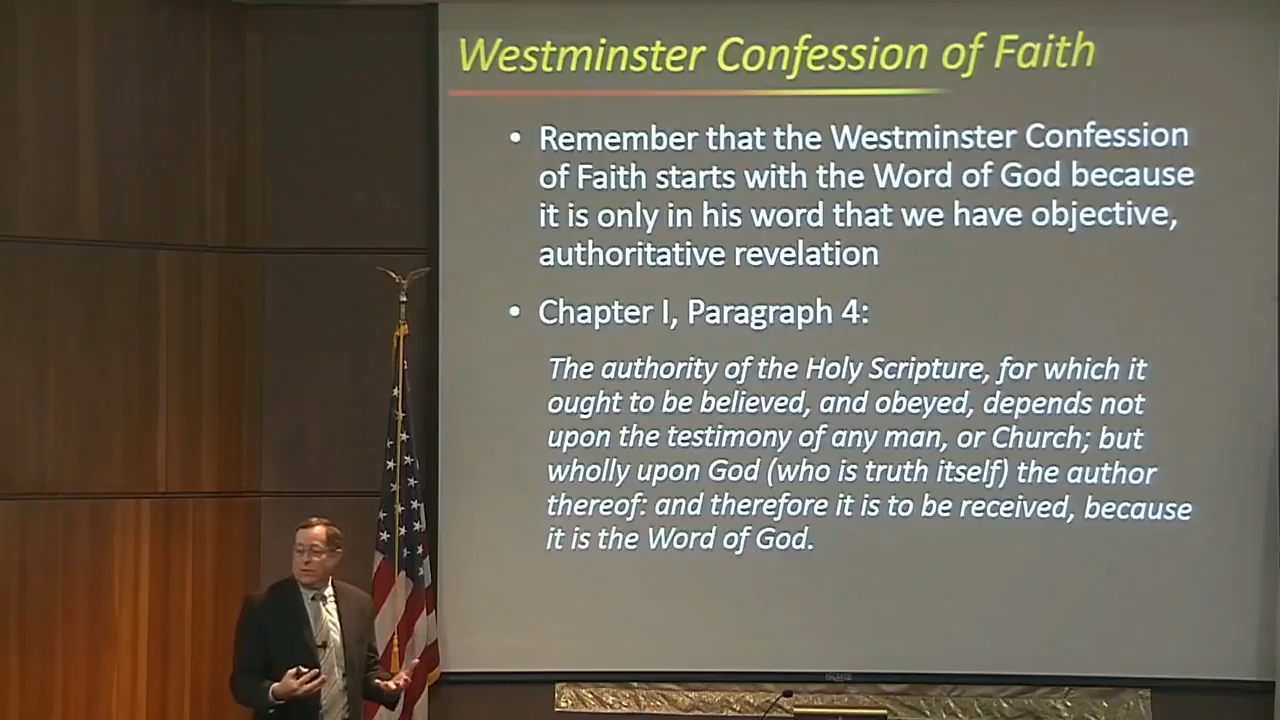 Westminster Confession of Faith
• Remember that the Westminster Confession
of Faith starts with the Word of God because
it is only in his word that we have objective,
authoritative revelation
• Chapter I, Paragraph 4:
The authority of the Holy Scripture, for which it
ought to be believed, and obeyed, depends not
upon the testimony of any man, or Church; but
wholly upon God (who is truth itself) the author
thereof: and therefore it is to be received, because
it is the Word of God.